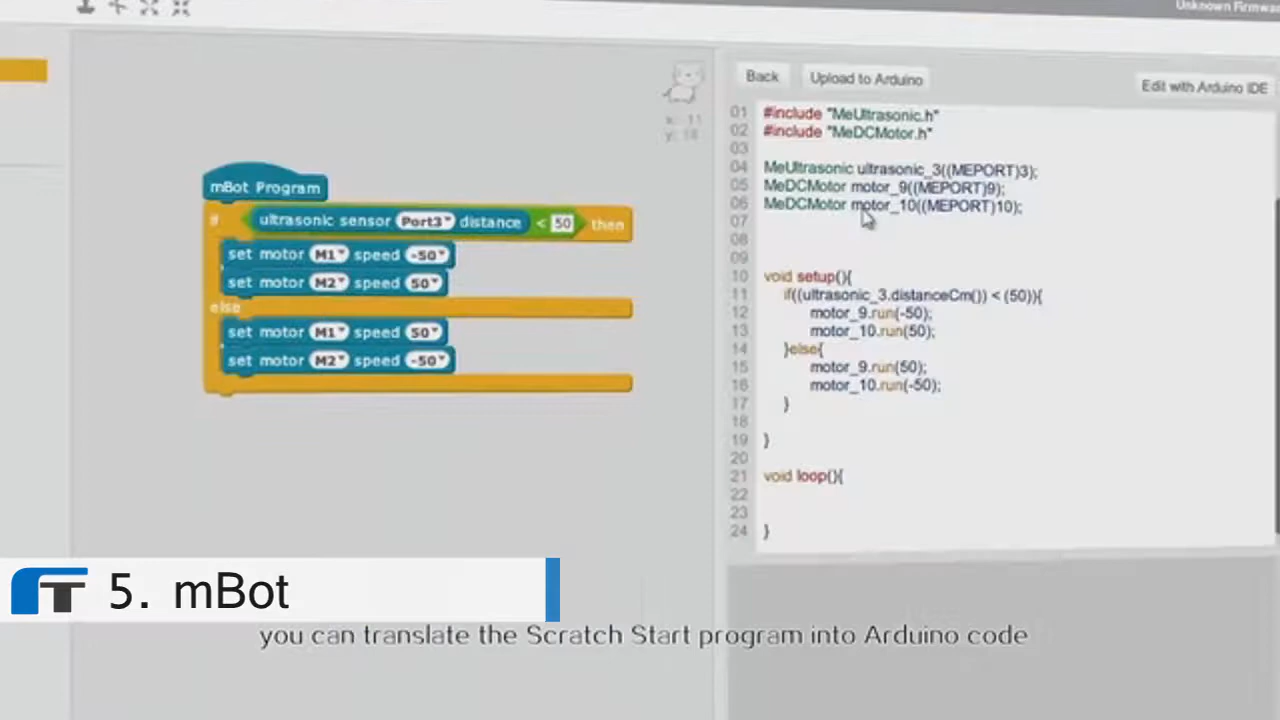 Unknown Firmwa
Back
Upload to Arduino
Edit with Arduino IDE
x: 11
y: 18
mBot Program
if ultrasonic sensor Port3 distance < 50 then
set motor M1 speed -50
set motor M2 speed 50
else
set motor M1 speed 50
set motor M2 speed -50
01 #include "MeUltrasonic.h"
02 #include "MeDCMotor.h"
03
04 MeUltrasonic ultrasonic_3((MEPORT)3);
05 MeDCMotor motor_9((MEPORT)9);
06 MeDCMotor motor_10((MEPORT)10);
07
08
09
10 void setup(){
11 if((ultrasonic_3.distanceCm()) < (50)){
12 motor_9.run(-50);
13 motor_10.run(50);
14 }else{
15 motor_9.run(50);
16 motor_10.run(-50);
17 }
18
19 }
20
21 void loop(){
22
23
24 }
FT 5. mBot
you can translate the Scratch Start program into Arduino code